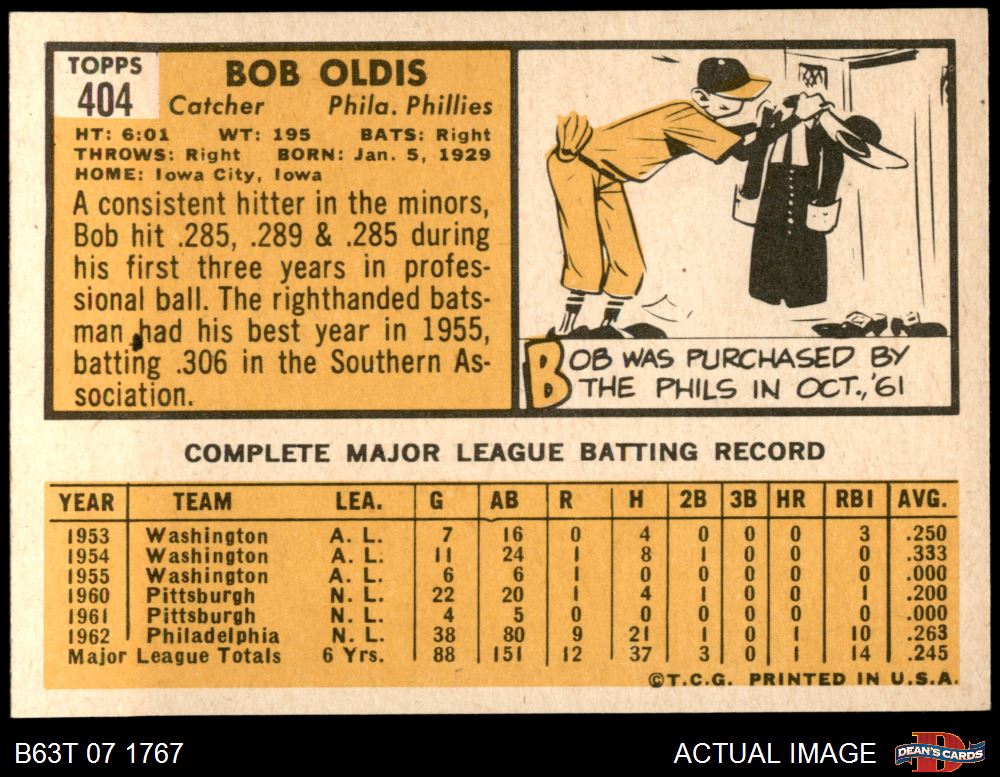 TOPPS
404
BOB OLDIS
Catcher Phila. Phillies
HT: 6:01 WT: 195 BATS: Right
THROWS: Right BORN: Jan. 5, 1929
HOME: Iowa City, Iowa
A consistent hitter in the minors,
Bob hit .285, .289 & .285 during
his first three years in profes-
sional ball. The righthanded bats-
man had his best year in 1955,
batting .306 in the Southern As-
sociation.
BOB WAS PURCHASED BY
THE PHILS IN OCT., '61
COMPLETE MAJOR LEAGUE BATTING RECORD
YEAR TEAM LEA. G AB R H 2B 3B HR RBI AVG.
1953 Washington A. L. 7 16 0 4 0 0 0 3 .250
1954 Washington A. L. 11 24 1 8 1 0 0 0 .333
1955 Washington A. L. 6 6 1 0 0 0 0 0 .000
1960 Pittsburgh N. L. 22 20 1 4 1 0 0 1 .200
1961 Pittsburgh N. L. 4 5 0 0 0 0 0 0 .000
1962 Philadelphia N. L. 38 80 9 21 1 0 1 10 .263
Major League Totals 6 Yrs. 88 151 12 37 3 0 1 14 .245
©T.C.G. PRINTED IN U.S.A.
B63T 07 1767
ACTUAL IMAGE
D
DEAN'S CARDS